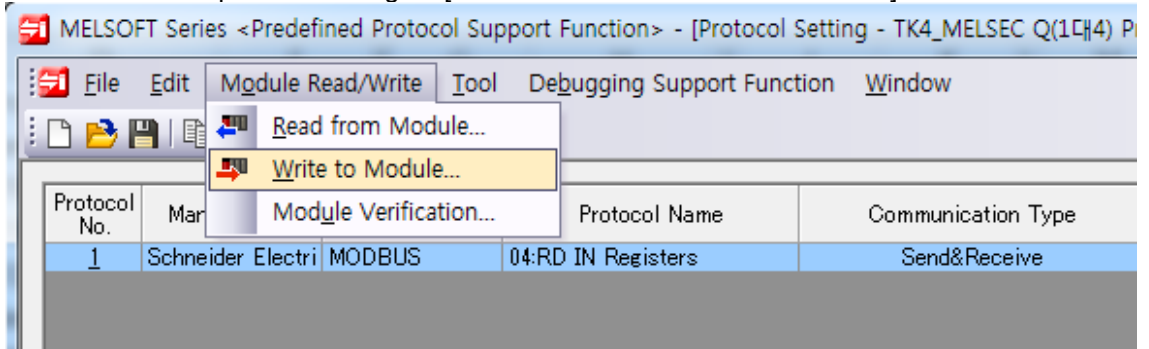 MELSOFT Series <Predefined Protocol Support Function> - [Protocol Setting - TK4_MELSEC Q(1대4) P
File Edit Module Read/Write Tool Debugging Support Function Window
Read from Module...
Write to Module...
Module Verification...
Protocol No. Mar Protocol Name Communication Type
1 Schneider Electri MODBUS 04:RD IN Registers Send&Receive